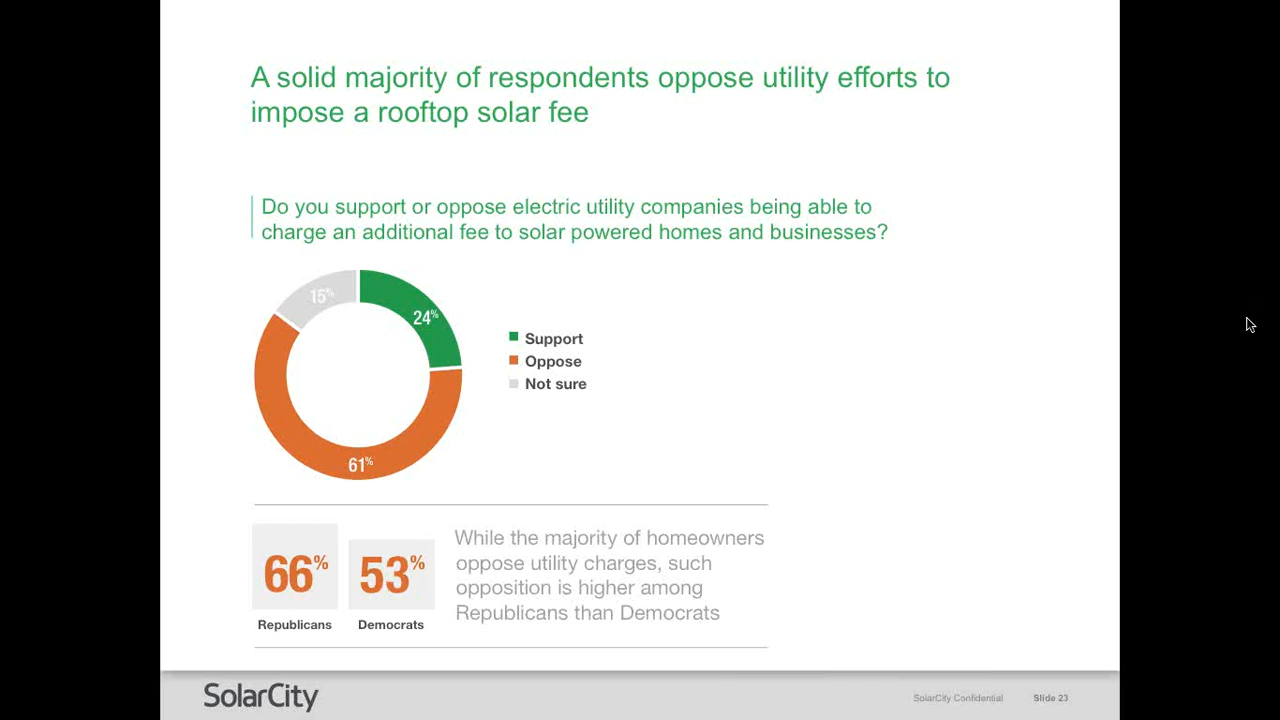 A solid majority of respondents oppose utility efforts to
impose a rooftop solar fee
Do you support or oppose electric utility companies being able to
charge an additional fee to solar powered homes and businesses?
15%
24%
61%
Support
Oppose
Not sure
66%
53%
Republicans
Democrats
While the majority of homeowners
oppose utility charges, such
opposition is higher among
Republicans than Democrats
SolarCity
SolarCity Confidential
Slide 23